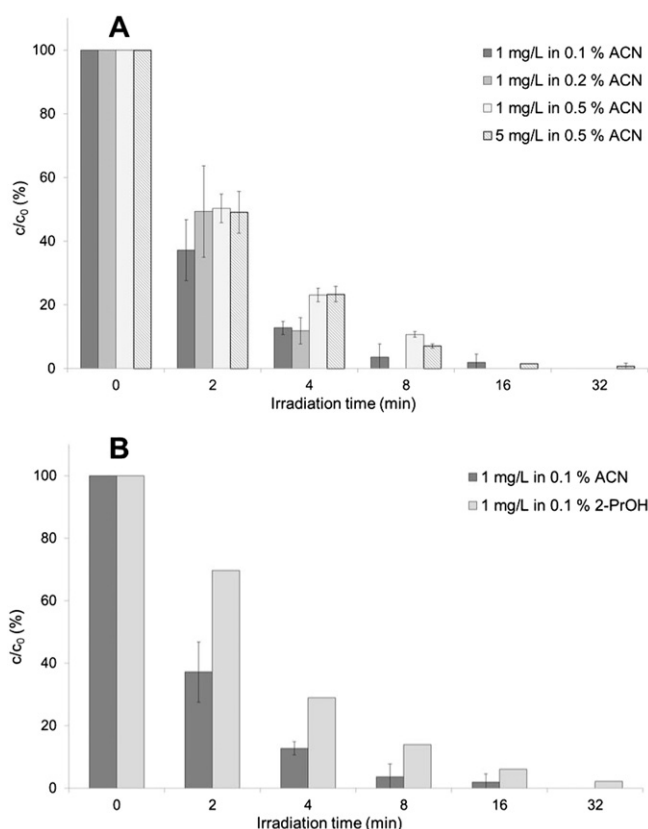 A
1 mg/L in 0.1 % ACN
1 mg/L in 0.2 % ACN
1 mg/L in 0.5 % ACN
5 mg/L in 0.5 % ACN
c/c₀ (%)
100
80
60
40
20
0
0 2 4 8 16 32
Irradiation time (min)
B
1 mg/L in 0.1 % ACN
1 mg/L in 0.1 % 2-PrOH
c/c₀ (%)
100
80
60
40
20
0
0 2 4 8 16 32
Irradiation time (min)